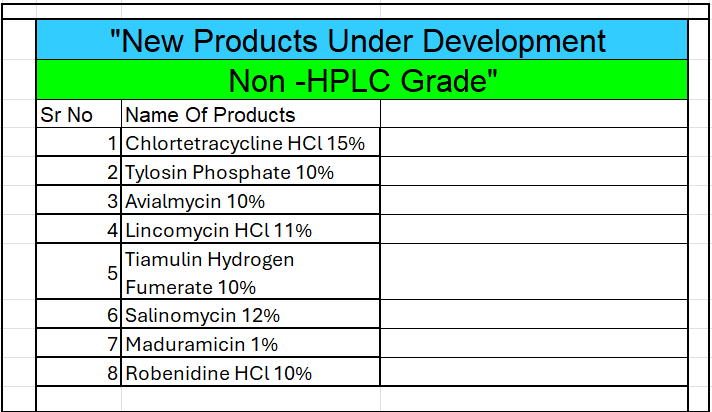 "New Products Under Development
Non -HPLC Grade"
Sr No Name Of Products
1 Chlortetracycline HCl 15%
2 Tylosin Phosphate 10%
3 Avialmycin 10%
4 Lincomycin HCl 11%
5 Tiamulin Hydrogen
Fumerate 10%
6 Salinomycin 12%
7 Maduramicin 1%
8 Robenidine HCl 10%